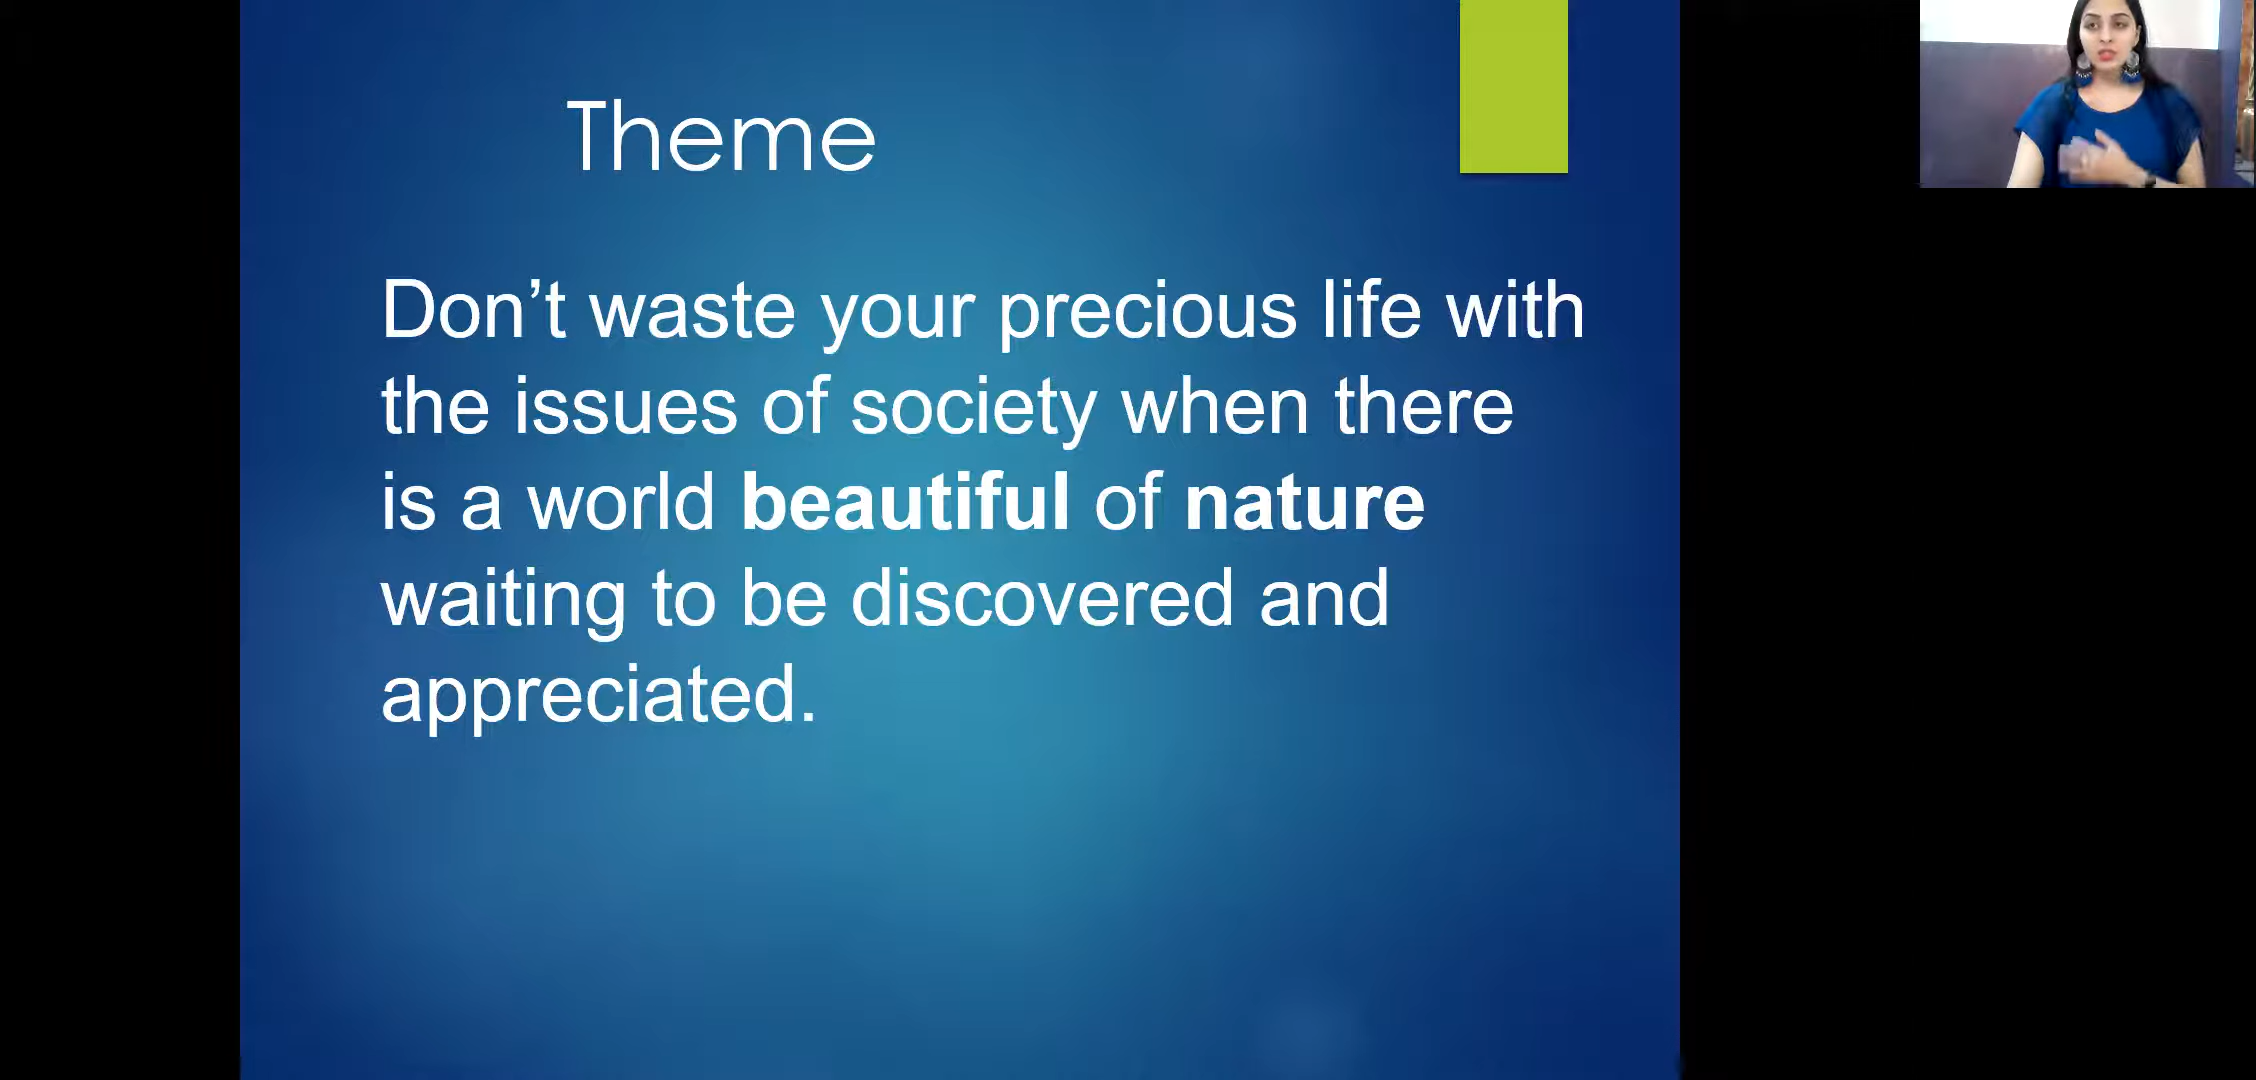 Theme
Don’t waste your precious life with
the issues of society when there
is a world beautiful of nature
waiting to be discovered and
appreciated.